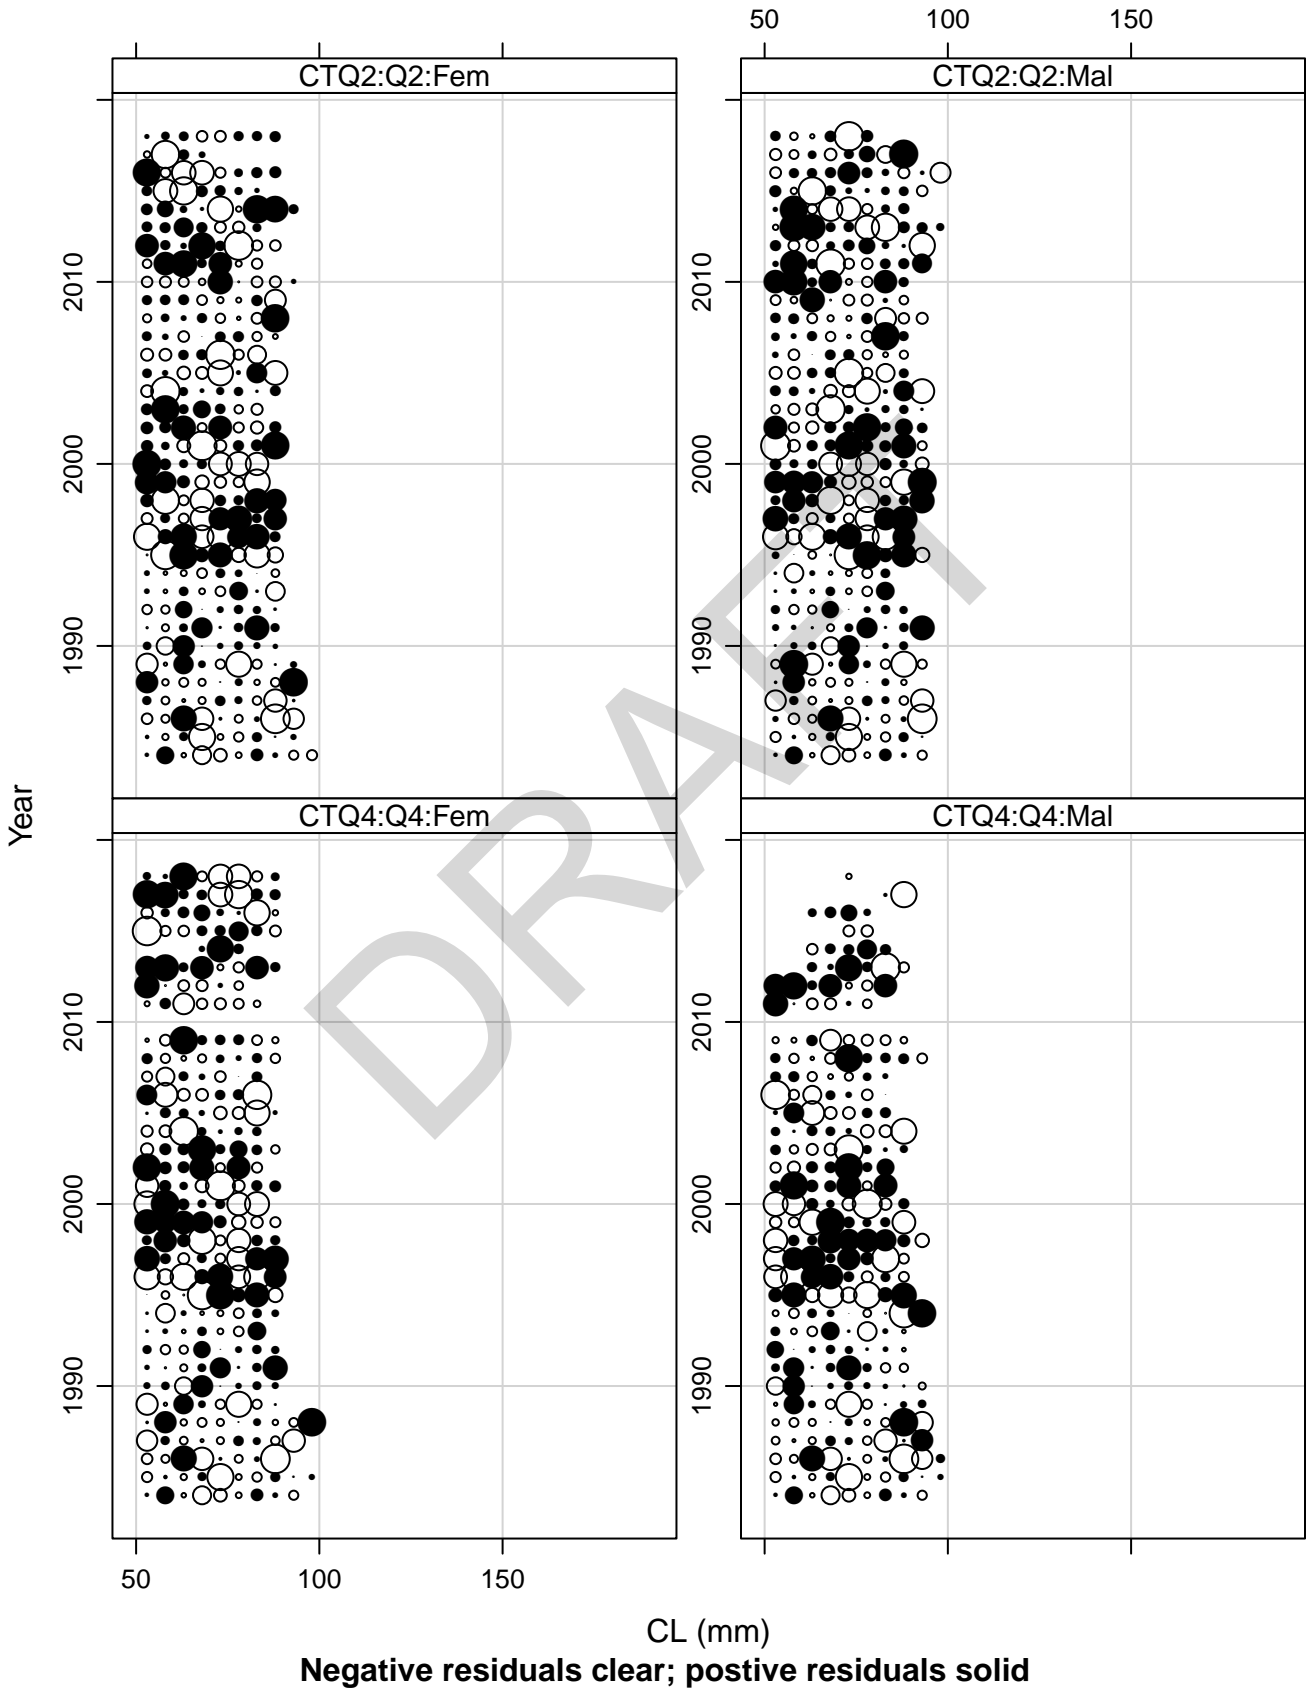 50 100 150
CTQ2:Q2:Fem CTQ2:Q2:Mal
2010 2010
2000 2000
1990 1990
Year
CTQ4:Q4:Fem CTQ4:Q4:Mal
2010 2010
2000 2000
1990 1990
DRAFT
50 100 150
CL (mm)
Negative residuals clear; postive residuals solid